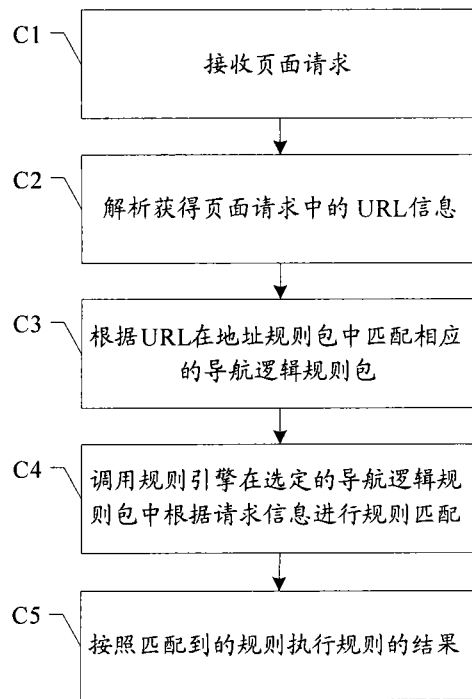 C1
接收页面请求
C2
解析获得页面请求中的 URL信息
C3
根据URL在地址规则包中匹配相应
的导航逻辑规则包
C4
调用规则引擎在选定的导航逻辑规
则包中根据请求信息进行规则匹配
C5
按照匹配到的规则执行规则的结果